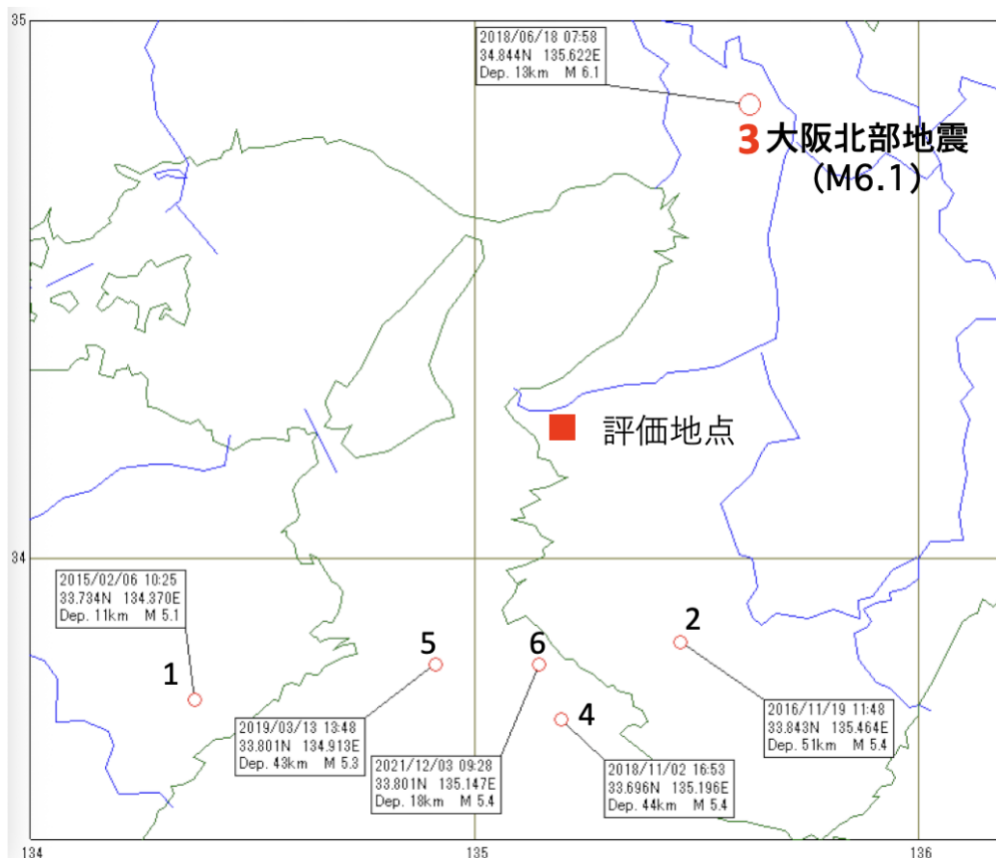 35
2018/06/18 07:58
34.844N 135.622E
Dep. 13km M 6.1
3 大阪北部地震
(M6.1)
評価地点
34
2015/02/06 10:25
33.734N 134.370E
Dep. 11km M 5.1
1
5
6
2
4
2019/03/13 13:48
33.801N 134.913E
Dep. 43km M 5.3
2021/12/03 09:28
33.801N 135.147E
Dep. 18km M 5.4
2018/11/02 16:53
33.696N 135.196E
Dep. 44km M 5.4
2016/11/19 11:48
33.843N 135.464E
Dep. 51km M 5.4
134
135
136